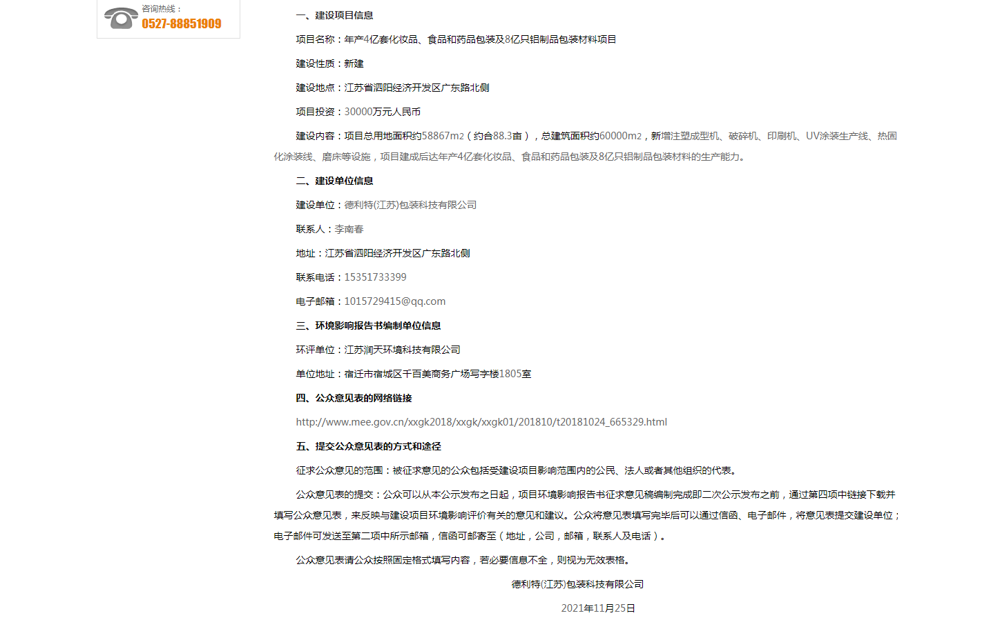 咨询热线：
0527-88851909
一、建设项目信息
项目名称：年产4亿套化妆品、食品和药品包装及8亿只铝制品包装材料项目
建设性质：新建
建设地点：江苏省泗阳经济开发区广东路北侧
项目投资：30000万元人民币
建设内容：项目总用地面积约58867m2（约合88.3亩），总建筑面积约60000m2，新增注塑成型机、破碎机、印刷机、UV涂装生产线、热固
化涂装线、磨床等设施，项目建成后达年产4亿套化妆品、食品和药品包装及8亿只铝制品包装材料的生产能力。
二、建设单位信息
建设单位：德利特(江苏)包装科技有限公司
联系人：李南春
地址：江苏省泗阳经济开发区广东路北侧
联系电话：15351733399
电子邮箱：1015729415@qq.com
三、环境影响报告书编制单位信息
环评单位：江苏润天环境科技有限公司
单位地址：宿迁市宿城区千百美商务广场写字楼1805室
四、公众意见表的网络链接
http://www.mee.gov.cn/xxgk2018/xxgk/xxgk01/201810/t20181024_665329.html
五、提交公众意见表的方式和途径
征求公众意见的范围：被征求意见的公众包括受建设项目影响范围内的公民、法人或者其他组织的代表。
公众意见表的提交：公众可以从本公示发布之日起，项目环境影响报告书征求意见稿编制完成即二次公示发布之前，通过第四项中链接下载并
填写公众意见表，来反映与建设项目环境影响评价有关的意见和建议。公众将意见表填写完毕后可以通过信函、电子邮件，将意见表提交建设单位；
电子邮件可发送至第二项中所示邮箱，信函可邮寄至（地址，公司，邮箱，联系人及电话）。
公众意见表请公众按照固定格式填写内容，若必要信息不全，则视为无效表格。
德利特(江苏)包装科技有限公司
2021年11月25日